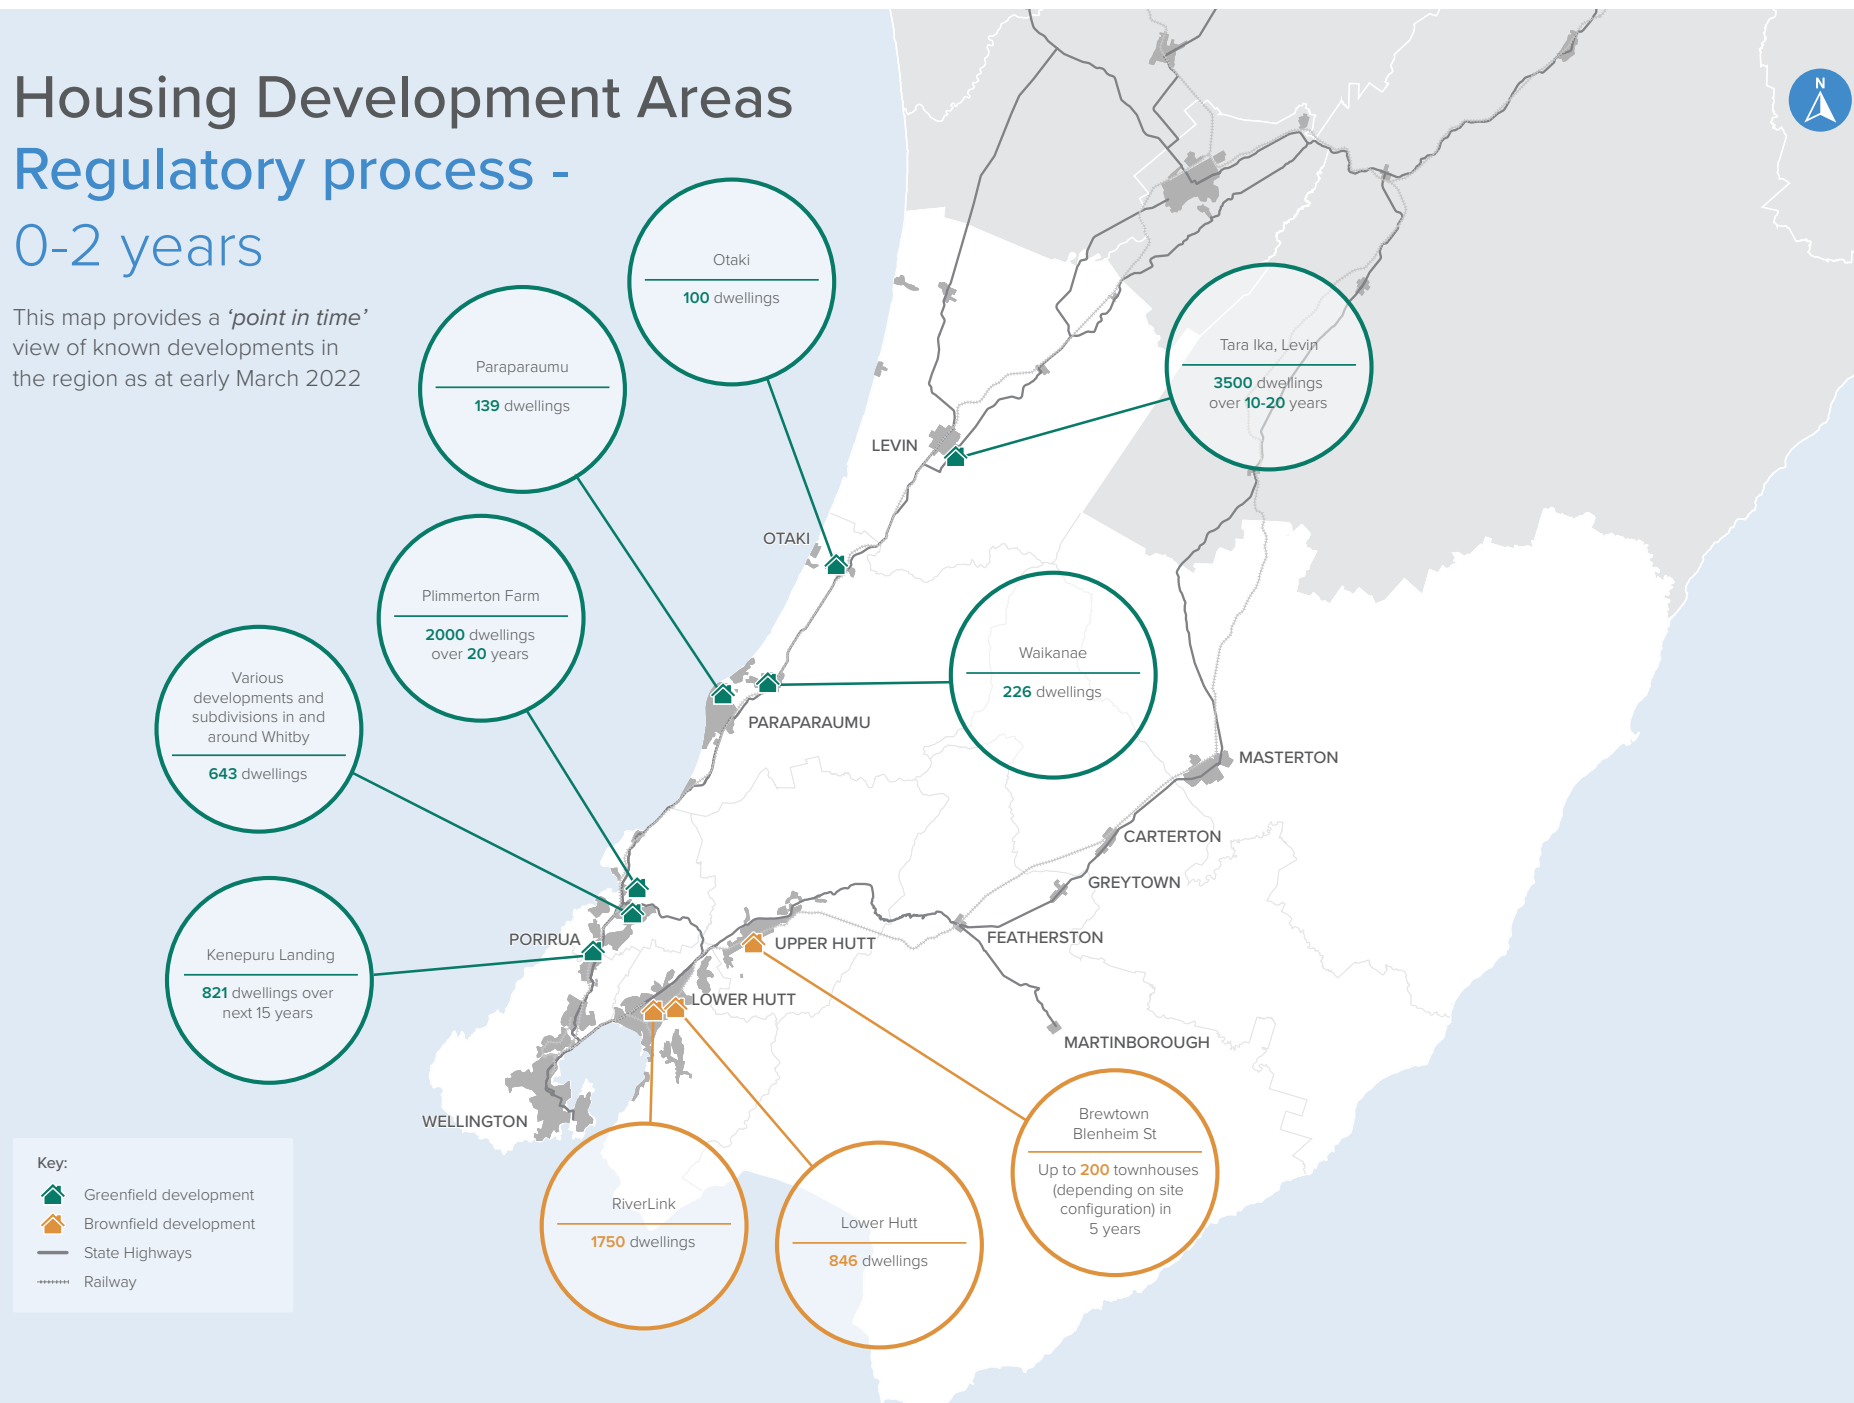 Housing Development Areas
Regulatory process -
0-2 years
This map provides a 'point in time'
view of known developments in
the region as at early March 2022
N
Otaki
100 dwellings
Paraparaumu
139 dwellings
Tara Ika, Levin
3500 dwellings
over 10-20 years
LEVIN
OTAKI
Plimmerton Farm
2000 dwellings
over 20 years
Waikanae
226 dwellings
Various
developments and
subdivisions in and
around Whitby
643 dwellings
PARAPARAUMU
MASTERTON
CARTERTON
GREYTOWN
FEATHERSTON
PORIRUA
UPPER HUTT
Kenepuru Landing
821 dwellings over
next 15 years
LOWER HUTT
MARTINBOROUGH
WELLINGTON
Brewtown
Blenheim St
Up to 200 townhouses
(depending on site
configuration) in
5 years
RiverLink
1750 dwellings
Lower Hutt
846 dwellings
Key:
Greenfield development
Brownfield development
State Highways
Railway